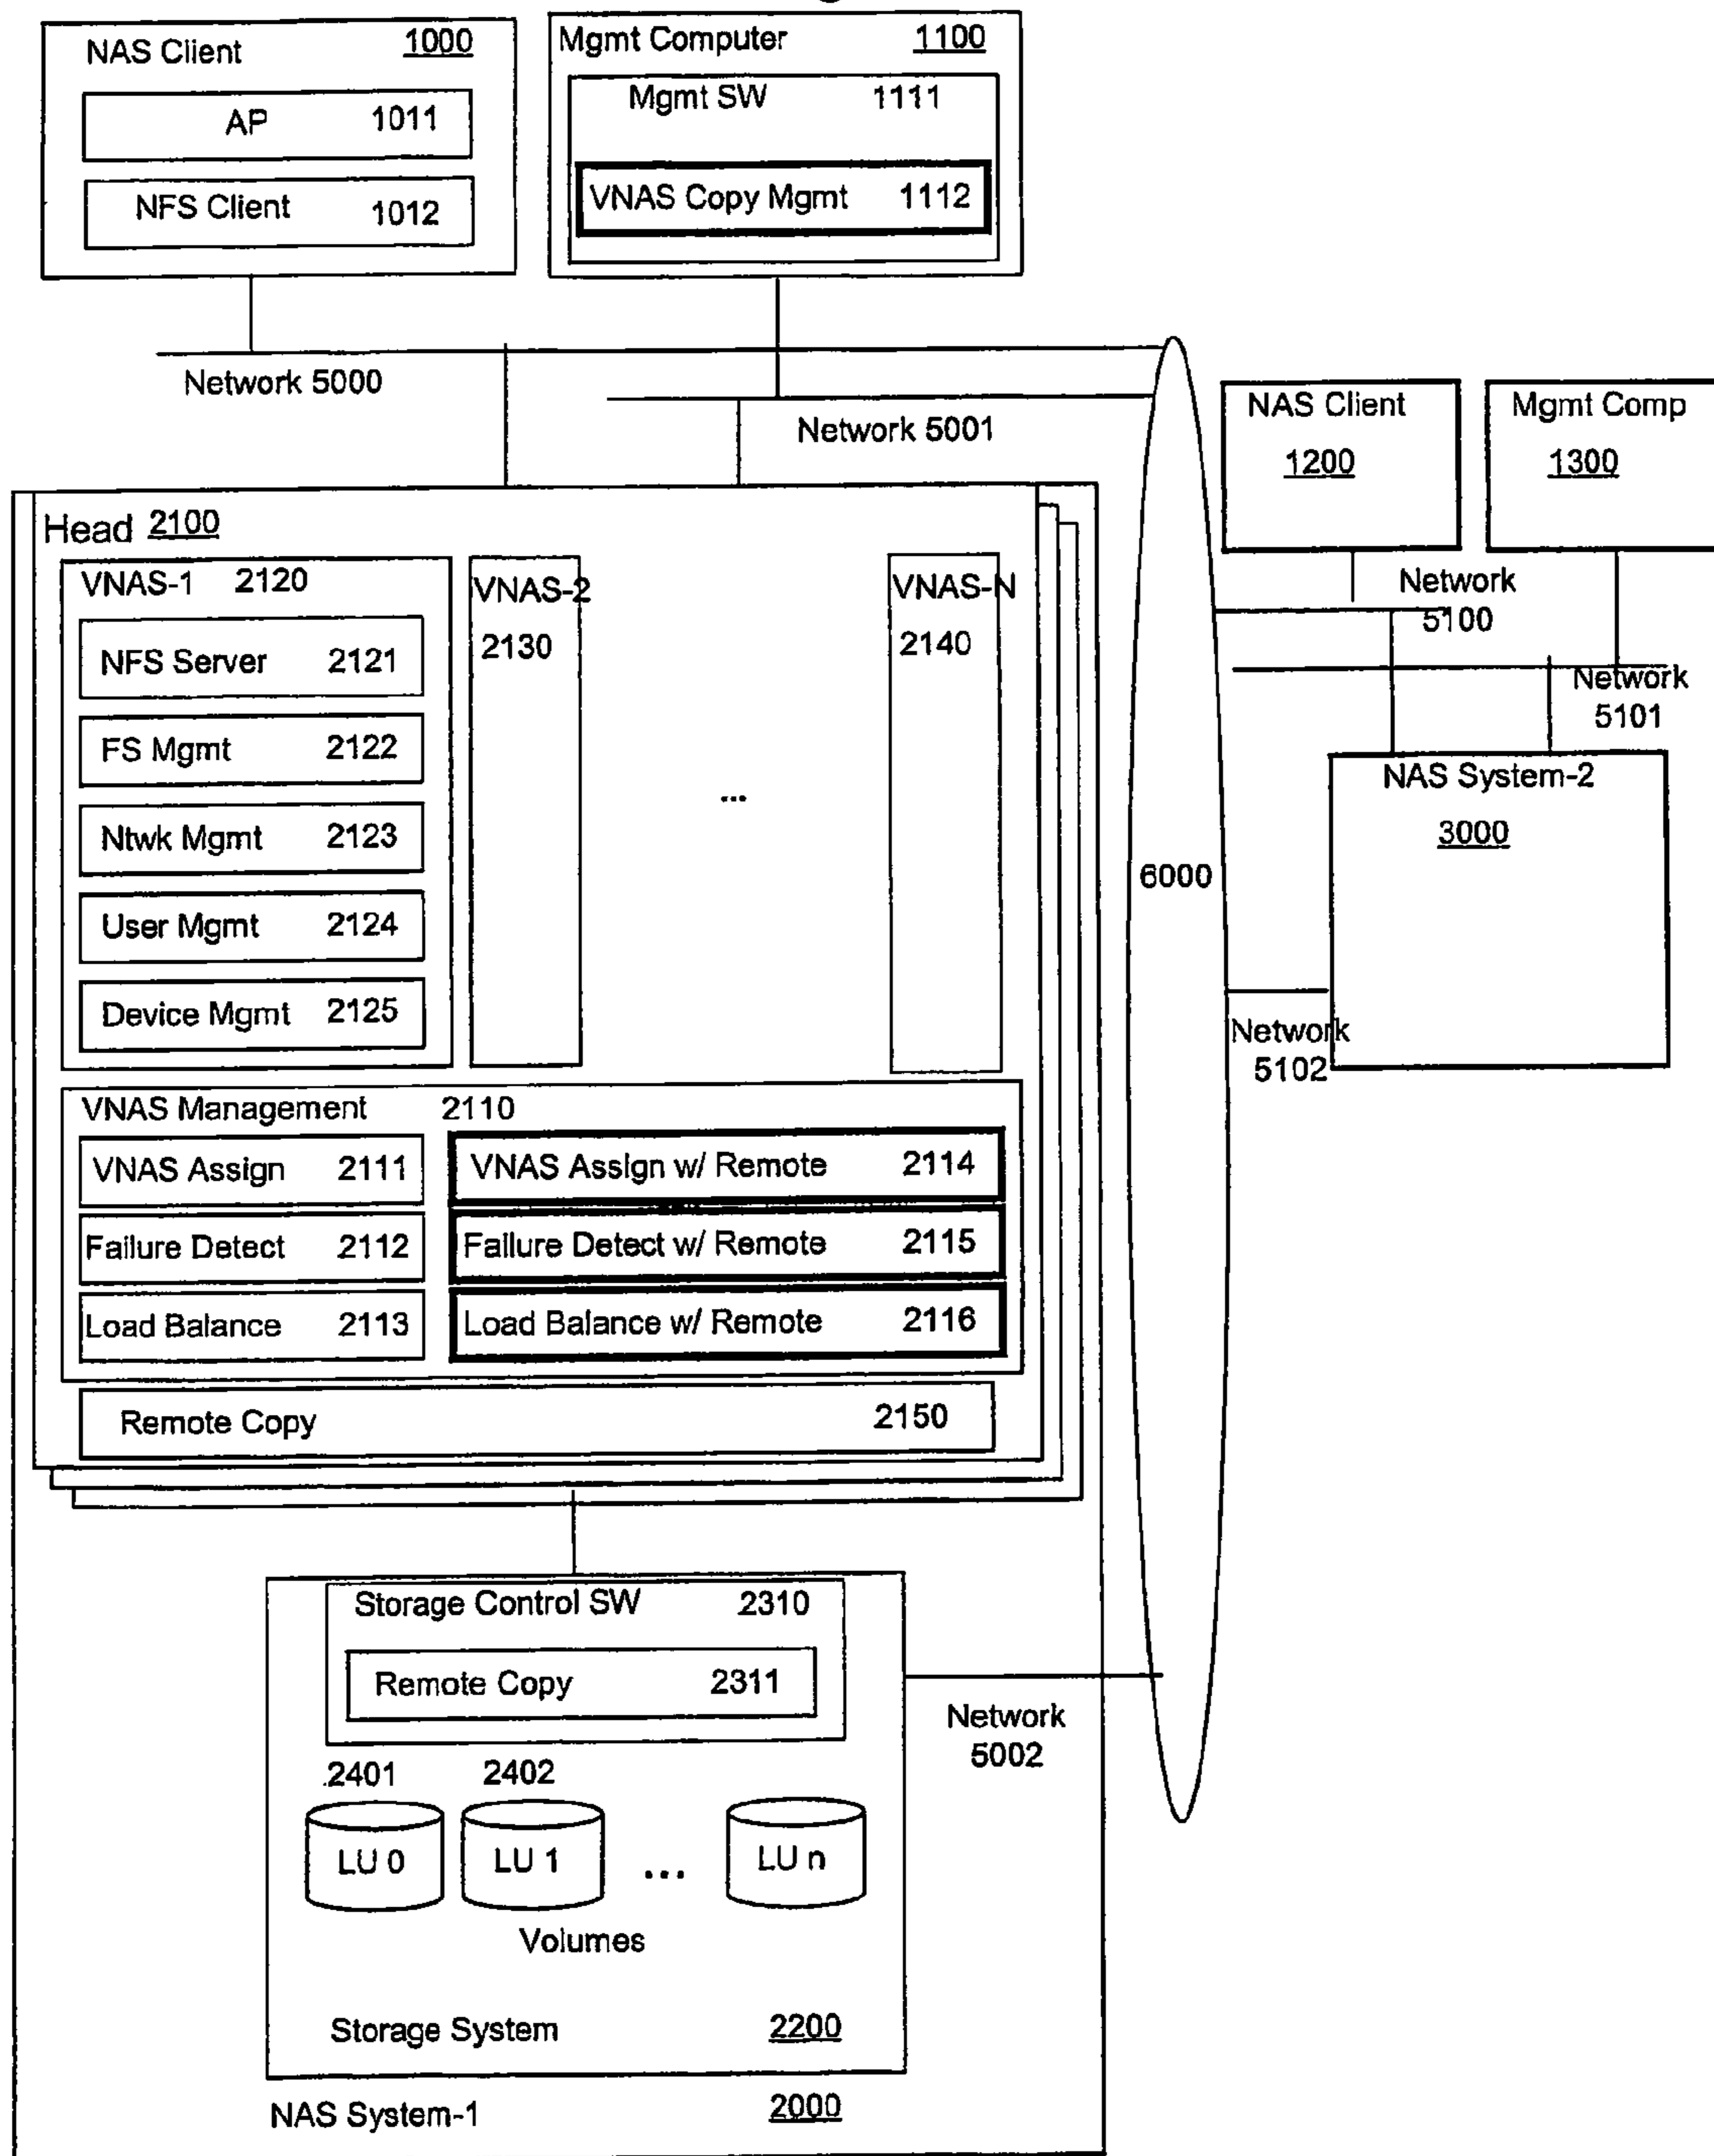 NAS Client 1000
AP 1011
NFS Client 1012
Mgmt Computer 1100
Mgmt SW 1111
VNAS Copy Mgmt 1112
Network 5000
Network 5001
NAS Client
1200
Mgmt Comp
1300
Network
5100
Network
5101
NAS System-2
3000
6000
Network
5102
Head 2100
VNAS-1 2120
NFS Server 2121
FS Mgmt 2122
Ntwk Mgmt 2123
User Mgmt 2124
Device Mgmt 2125
VNAS-2
2130
...
VNAS-N
2140
VNAS Management 2110
VNAS Assign 2111
VNAS Assign w/ Remote 2114
Failure Detect 2112
Failure Detect w/ Remote 2115
Load Balance 2113
Load Balance w/ Remote 2116
Remote Copy 2150
Storage Control SW 2310
Remote Copy 2311
Network
5002
2401 2402
LU 0 LU 1 ... LU n
Volumes
Storage System 2200
NAS System-1 2000